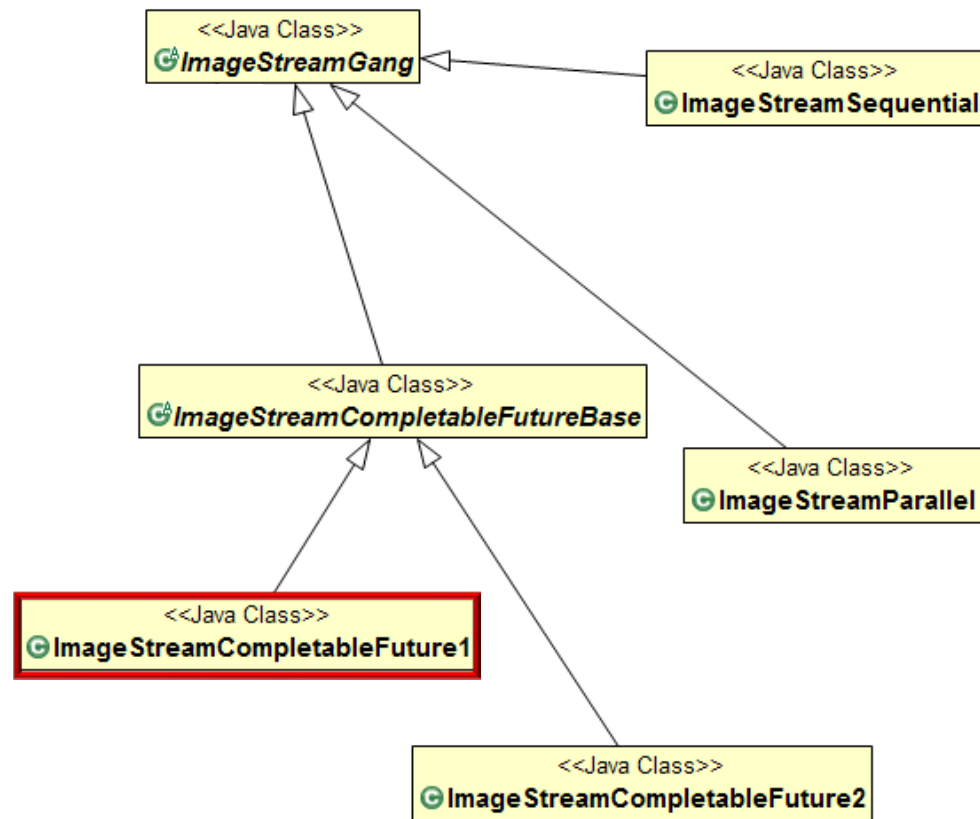 <<Java Class>>
ImageStreamGang
<<Java Class>>
ImageStreamSequential
<<Java Class>>
ImageStreamCompletableFutureBase
<<Java Class>>
ImageStreamParallel
<<Java Class>>
ImageStreamCompletableFuture1
<<Java Class>>
ImageStreamCompletableFuture2